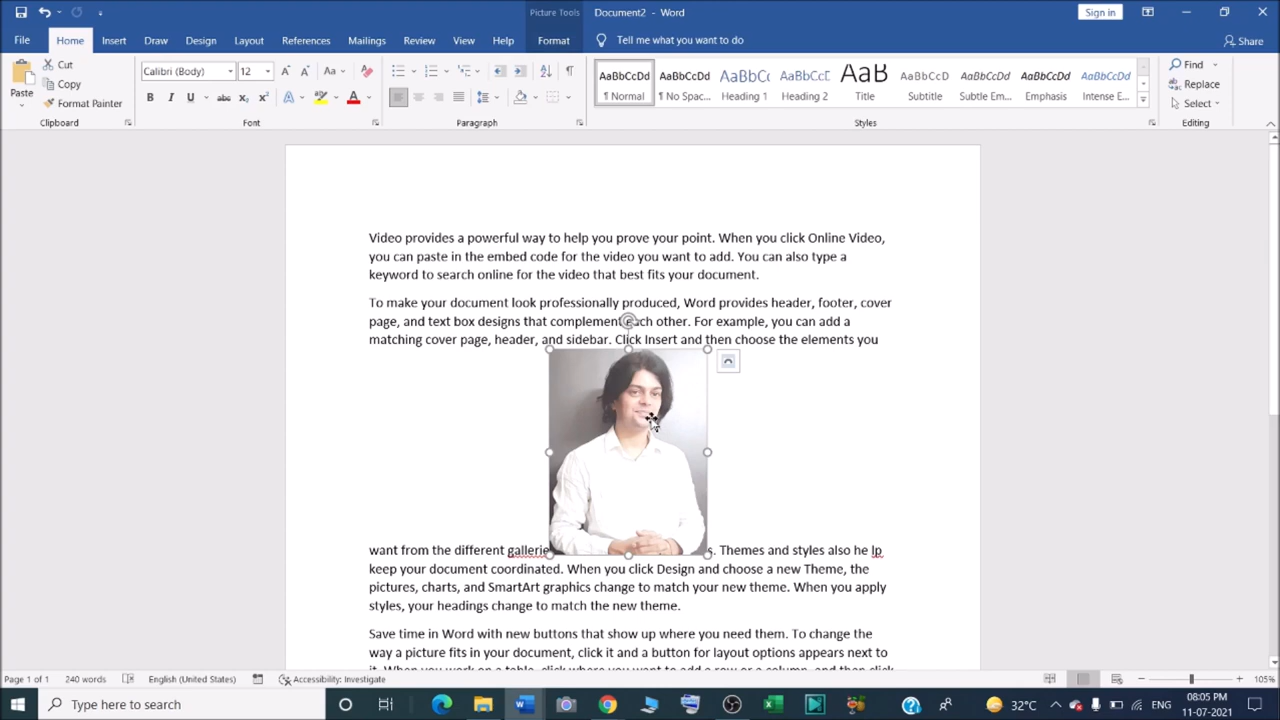 Picture Tools
Document2 - Word
Sign in
File Home Insert Draw Design Layout References Mailings Review View Help Format Tell me what you want to do Share
Paste
Cut
Copy
Format Painter
Calibri (Body) 12
AaBbCcDd
¶ Normal
AaBbCcDd
¶ No Spac...
AaBbC
Heading 1
AaBbCcE
Heading 2
AaB
Title
AaBbCcD
Subtitle
AaBbCcDd
Subtle Em...
AaBbCcDd
Emphasis
AaBbCcDd
Intense E...
Find
Replace
Select
Clipboard Font Paragraph Styles Editing
Video provides a powerful way to help you prove your point. When you click Online Video,
you can paste in the embed code for the video you want to add. You can also type a
keyword to search online for the video that best fits your document.
To make your document look professionally produced, Word provides header, footer, cover
page, and text box designs that complement each other. For example, you can add a
matching cover page, header, and sidebar. Click Insert and then choose the elements you
want from the different gallerie s. Themes and styles also he lp
keep your document coordinated. When you click Design and choose a new Theme, the
pictures, charts, and SmartArt graphics change to match your new theme. When you apply
styles, your headings change to match the new theme.
Save time in Word with new buttons that show up where you need them. To change the
way a picture fits in your document, click it and a button for layout options appears next to
it. When you work on a table, click where you want to add a row or a column, and then click
Page 1 of 1 240 words English (United States) Accessibility: Investigate 105%
Type here to search
32°C
08:05 PM
11-07-2021